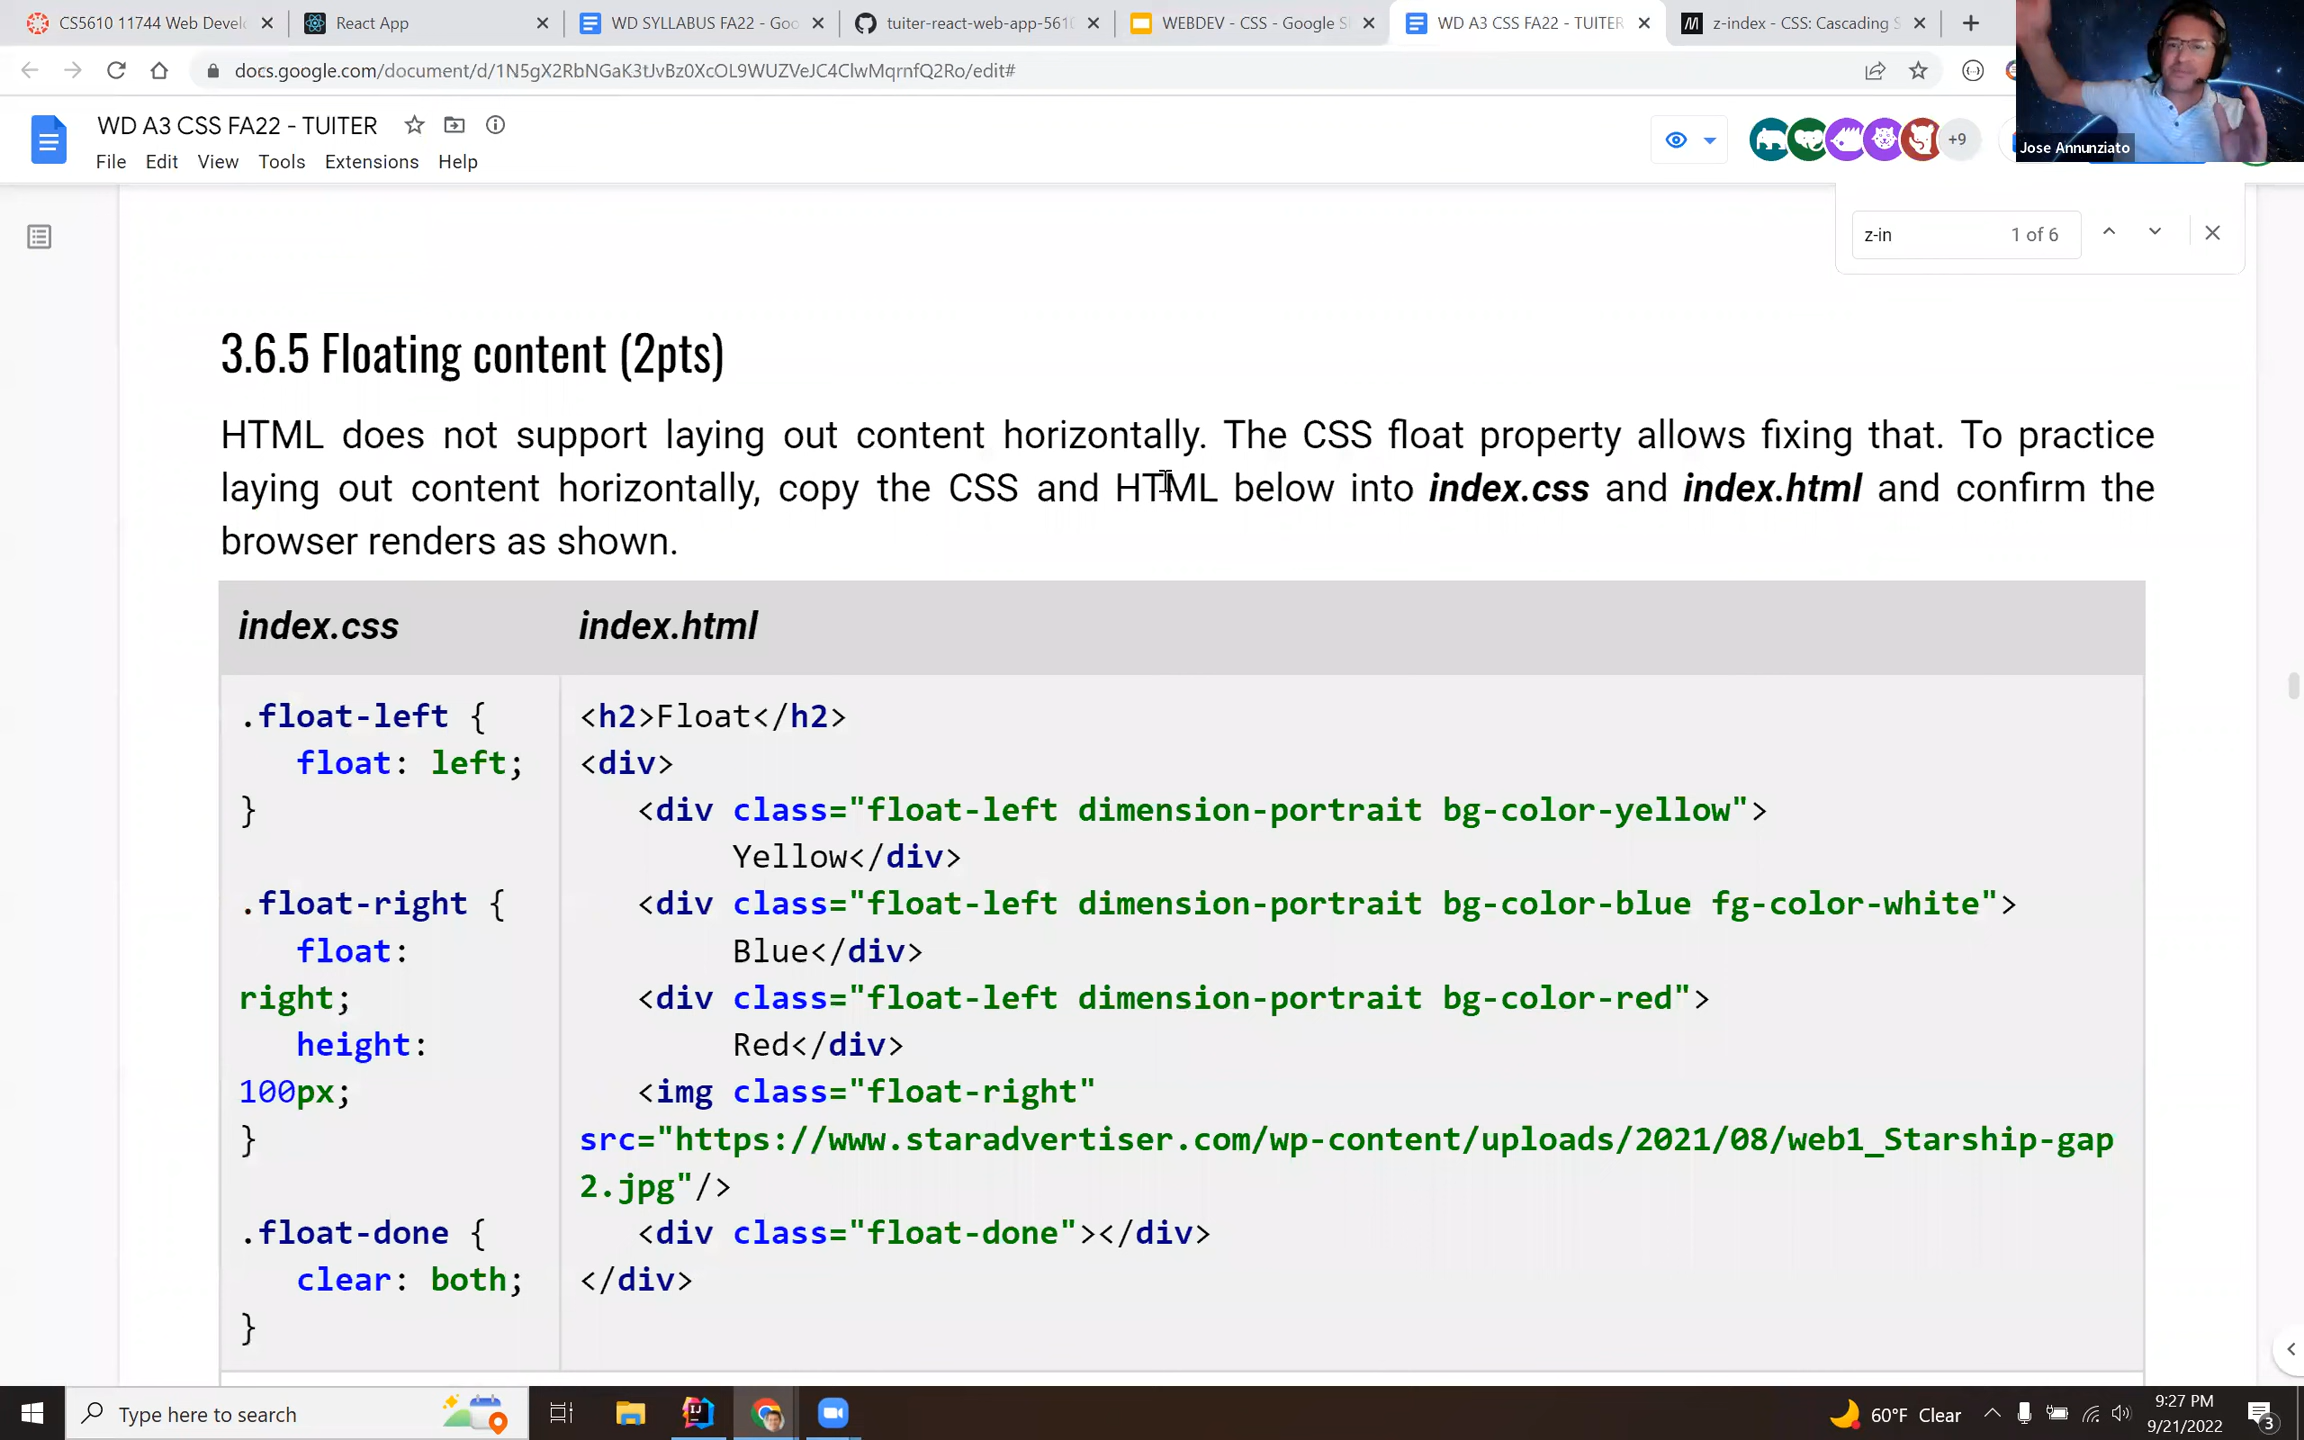 CS5610 11744 Web Devel
React App
WD SYLLABUS FA22 - Goo
tuiter-react-web-app-5610
WEBDEV - CSS - Google Sl
WD A3 CSS FA22 - TUITER
z-index - CSS: Cascading S
docs.google.com/document/d/1N5gX2RbNGaK3tJvBz0XcOL9WUZVeJC4ClwMqrnfQ2Ro/edit#
WD A3 CSS FA22 - TUITER
File Edit View Tools Extensions Help
+9
Jose Annunziato
z-in 1 of 6
3.6.5 Floating content (2pts)
HTML does not support laying out content horizontally. The CSS float property allows fixing that. To practice
laying out content horizontally, copy the CSS and HTML below into index.css and index.html and confirm the
browser renders as shown.
index.css
.float-left {
float: left;
}
.float-right {
float:
right;
height:
100px;
}
.float-done {
clear: both;
}
index.html
<h2>Float</h2>
<div>
<div class="float-left dimension-portrait bg-color-yellow">
Yellow</div>
<div class="float-left dimension-portrait bg-color-blue fg-color-white">
Blue</div>
<div class="float-left dimension-portrait bg-color-red">
Red</div>
<img class="float-right"
src="https://www.staradvertiser.com/wp-content/uploads/2021/08/web1_Starship-gap
2.jpg"/>
<div class="float-done"></div>
</div>
Type here to search
60°F Clear
9:27 PM
9/21/2022
3